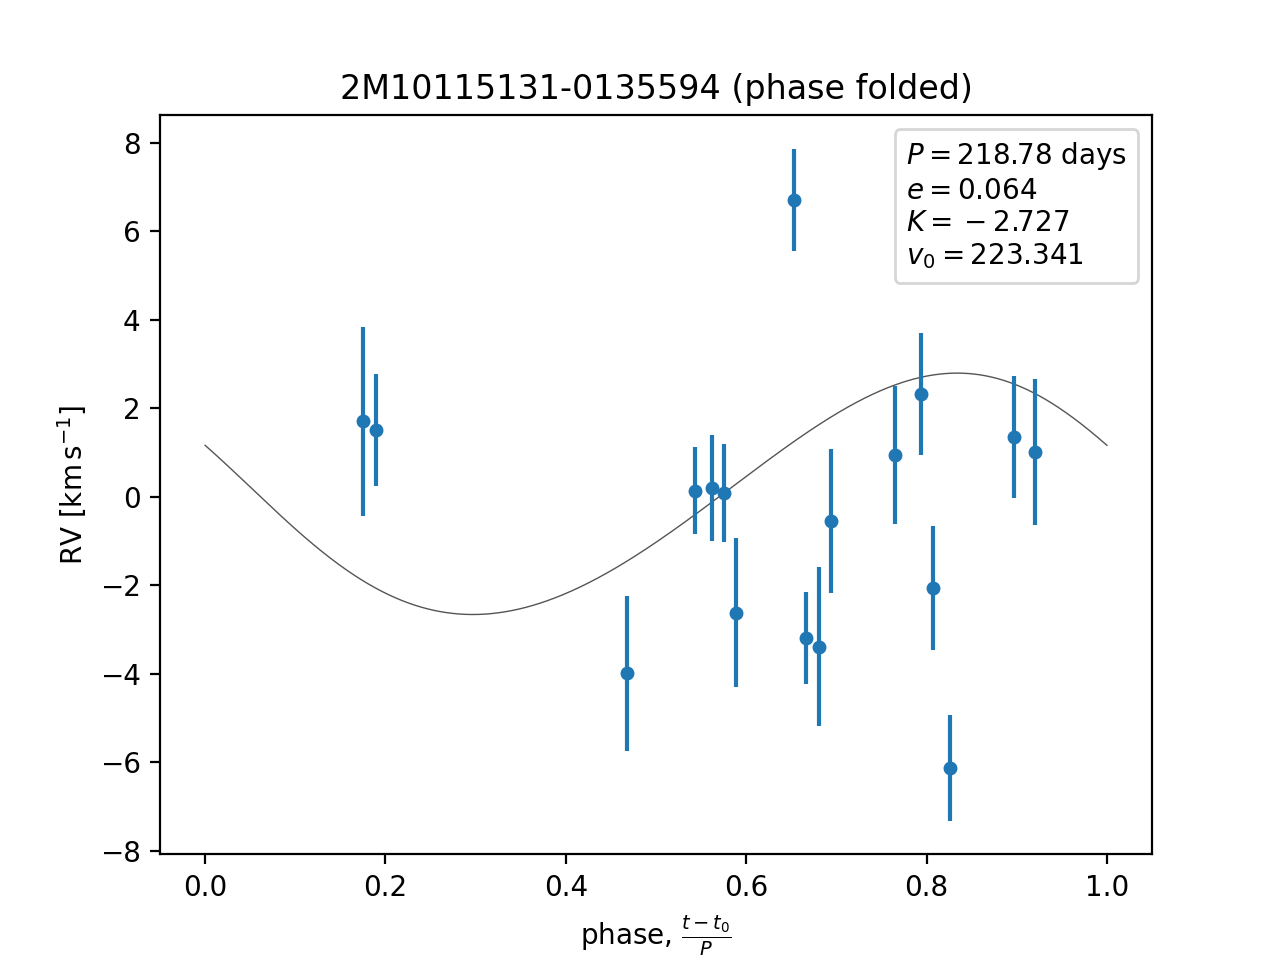 2M10115131-0135594 (phase folded)
P = 218.78 days
e = 0.064
K = −2.727
v₀ = 223.341
8
6
4
2
0
−2
−4
−6
−8
RV [km s⁻¹]
0.0 0.2 0.4 0.6 0.8 1.0
phase, (t − t₀)/P